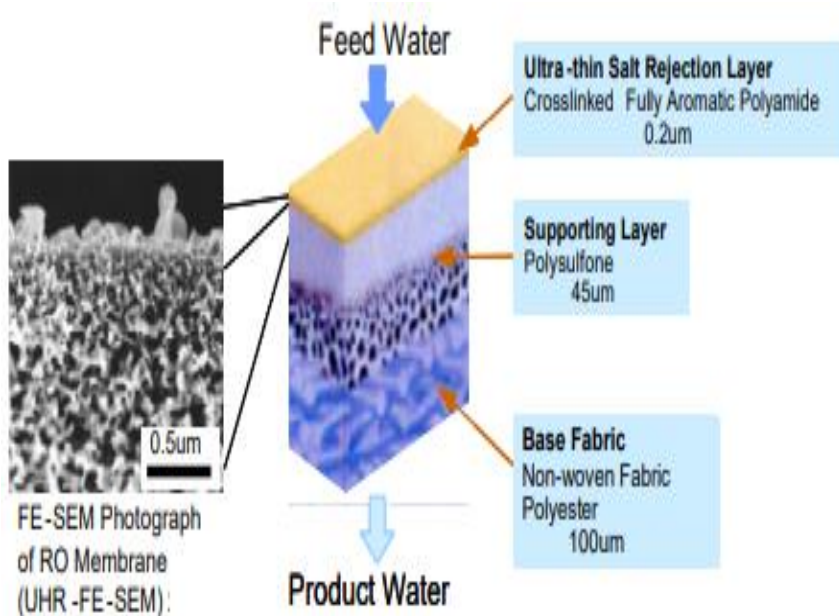 Feed Water
Ultra-thin Salt Rejection Layer
Crosslinked Fully Aromatic Polyamide
0.2um
Supporting Layer
Polysulfone
45um
0.5um
Base Fabric
Non-woven Fabric
Polyester
100um
FE-SEM Photograph
of RO Membrane
(UHR-FE-SEM):
Product Water